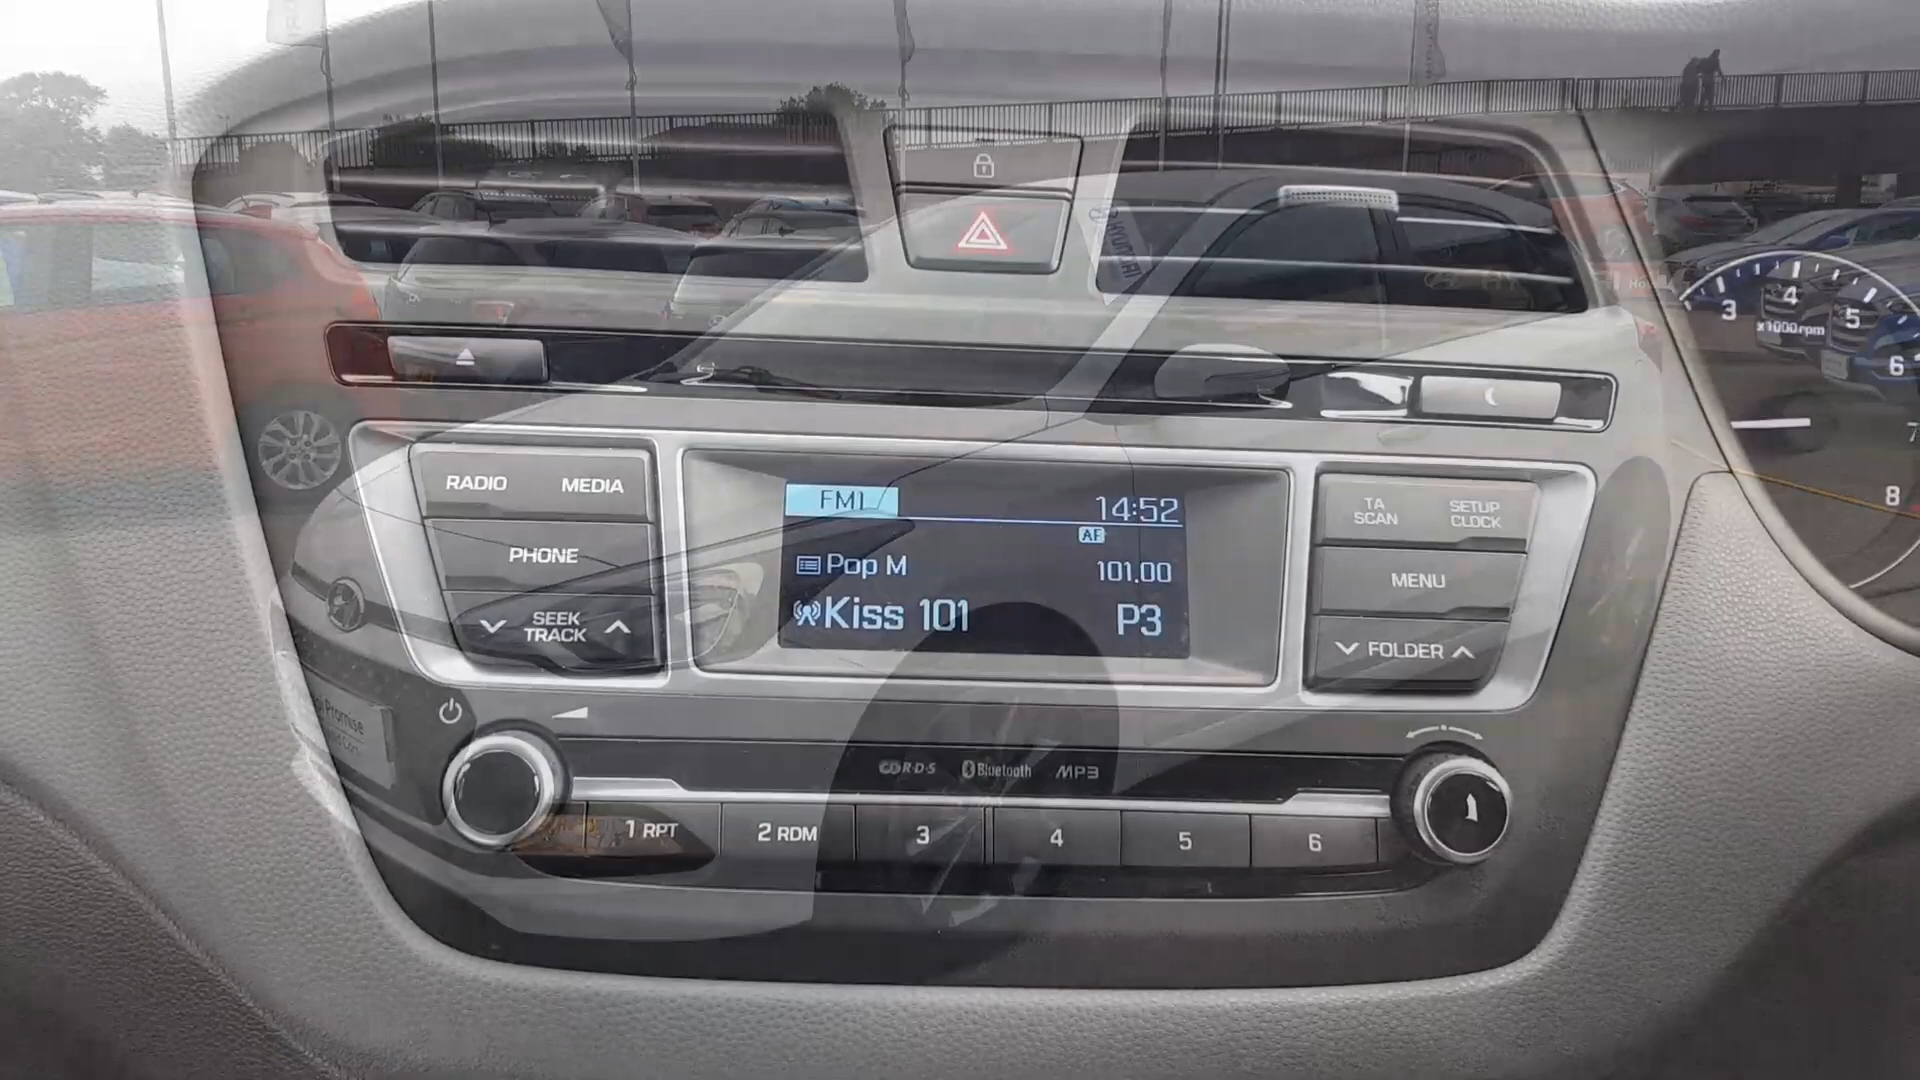 HYUNDAI
3
4
5
x1000rpm
6
7
8
RADIO MEDIA
PHONE
SEEK
TRACK
FM1 14:52
AF
Pop M 101.00
Kiss 101 P3
TA
SCAN
SETUP
CLOCK
MENU
FOLDER
Promise
RDS Bluetooth MP3
1 RPT 2 RDM 3 4 5 6